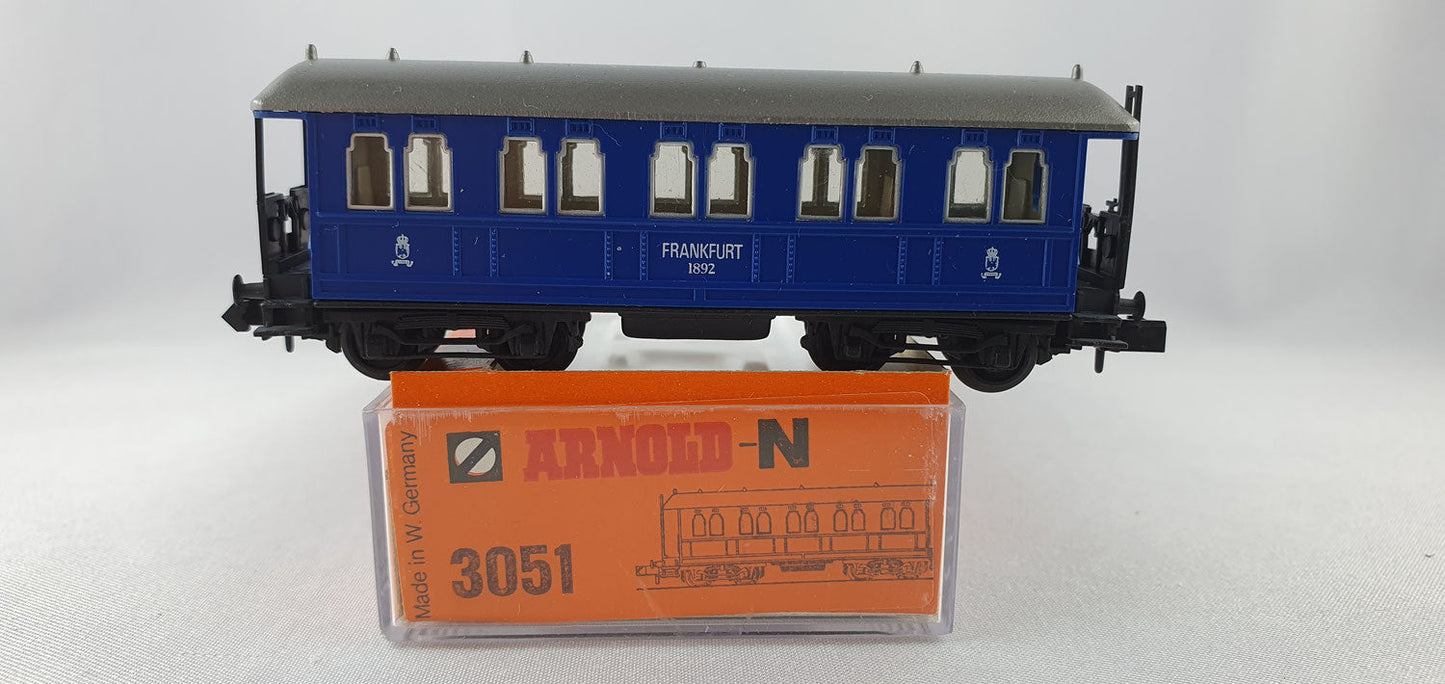 FRANKFURT
1892
ARNOLD-N
Made in W. Germany
3051